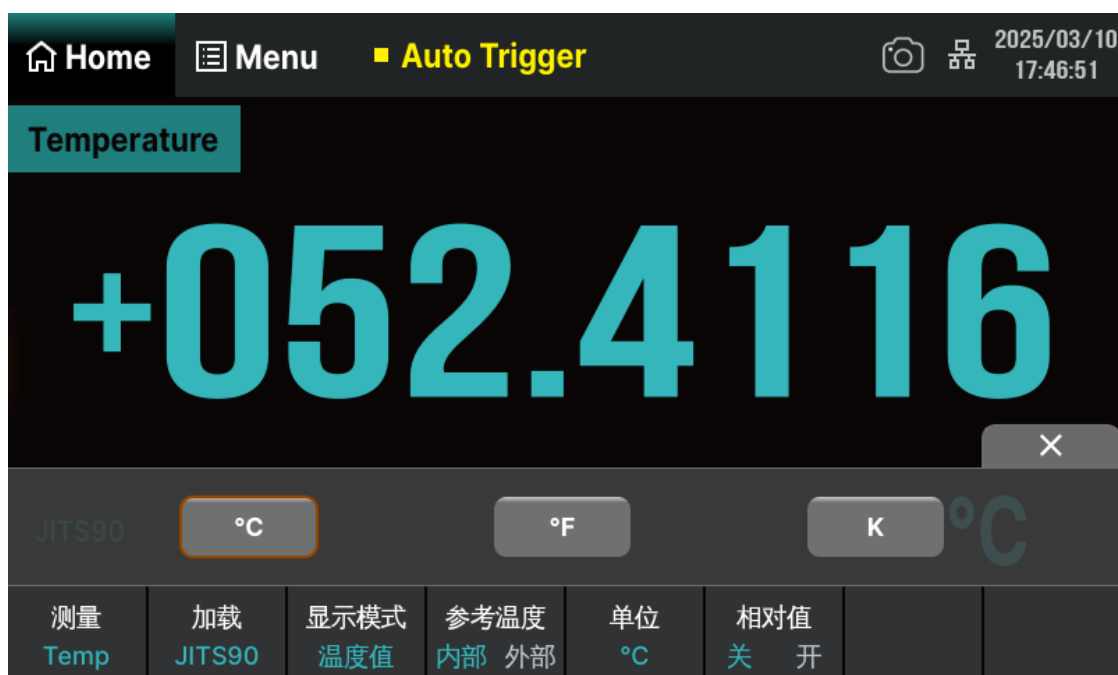 Home Menu Auto Trigger 2025/03/10
17:46:51
Temperature
+052.4116
JITS90 °C °F K °C
测量 加载 显示模式 参考温度 单位 相对值
Temp JITS90 温度值 内部 外部 °C 关 开